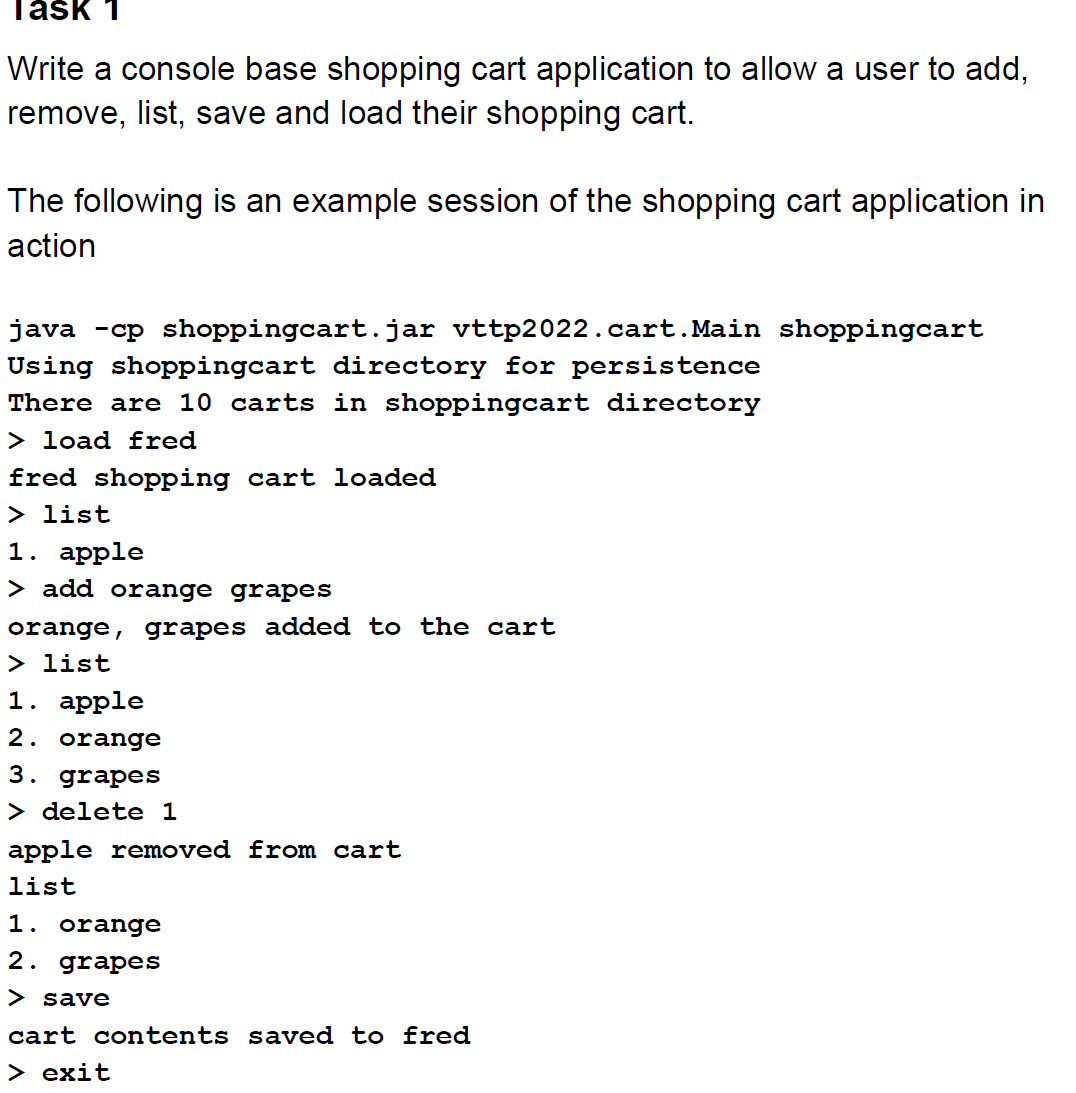 Task 1
Write a console base shopping cart application to allow a user to add,
remove, list, save and load their shopping cart.
The following is an example session of the shopping cart application in
action
java -cp shoppingcart.jar vttp2022.cart.Main shoppingcart
Using shoppingcart directory for persistence
There are 10 carts in shoppingcart directory
> load fred
fred shopping cart loaded
> list
1. apple
> add orange grapes
orange, grapes added to the cart
> list
1. apple
2. orange
3. grapes
> delete 1
apple removed from cart
list
1. orange
2. grapes
> save
cart contents saved to fred
> exit